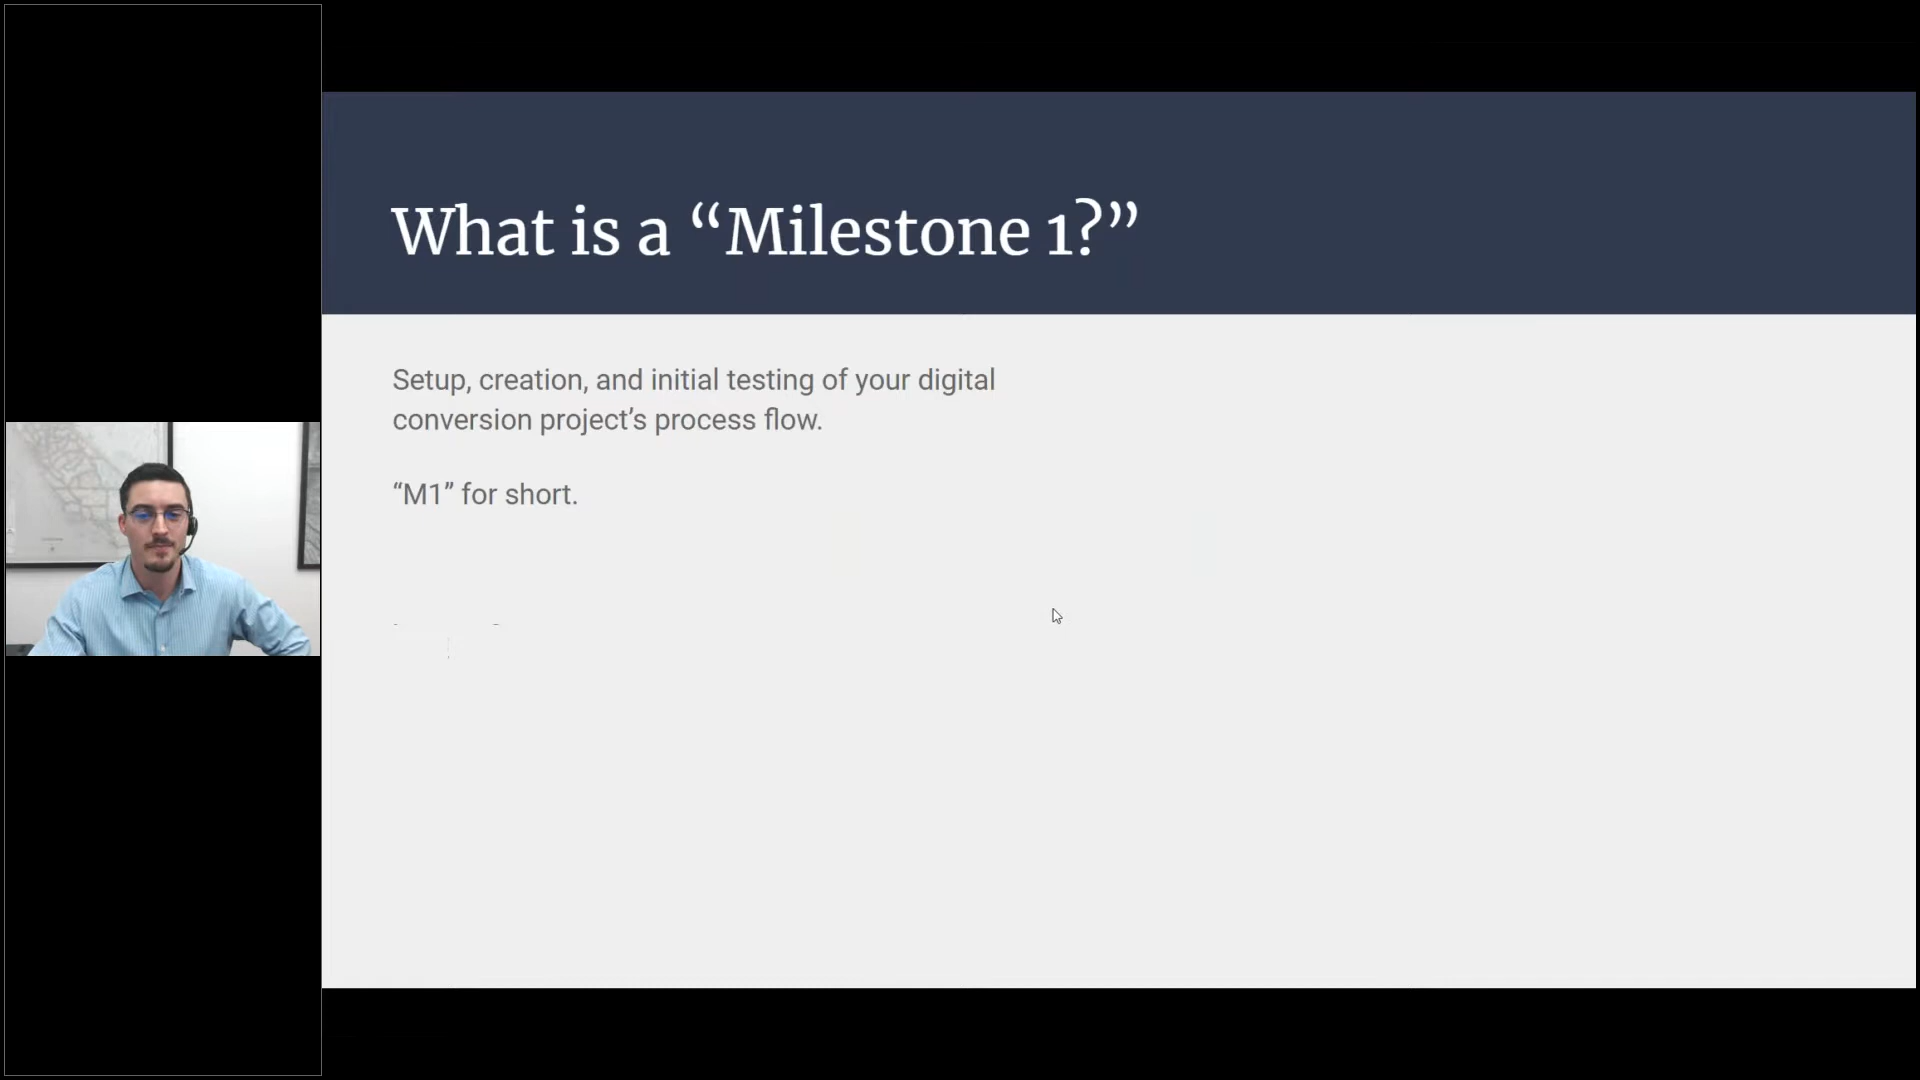 What is a “Milestone 1?”
Setup, creation, and initial testing of your digital
conversion project’s process flow.
“M1” for short.